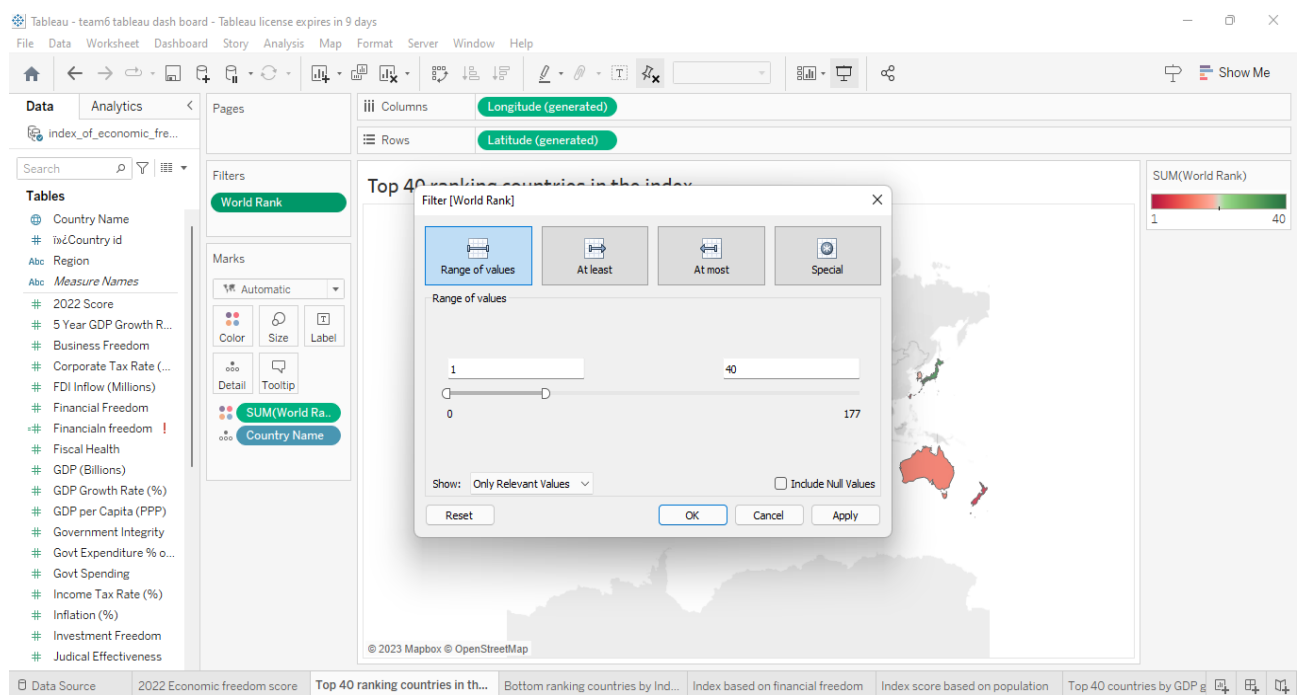 Tableau - team6 tableau dash board - Tableau license expires in 9 days
File Data Worksheet Dashboard Story Analysis Map Format Server Window Help
Show Me
Data Analytics
Pages
iii Columns Longitude (generated)
index_of_economic_fre...
Rows Latitude (generated)
Search
Filters
World Rank
Top 40 ranking countries in the index
SUM(World Rank)
1 40
Tables
Country Name
ï»¿Country id
Abc Region
Abc Measure Names
# 2022 Score
# 5 Year GDP Growth R...
# Business Freedom
# Corporate Tax Rate (...
# FDI Inflow (Millions)
# Financial Freedom
=# Financialn freedom !
# Fiscal Health
# GDP (Billions)
# GDP Growth Rate (%)
# GDP per Capita (PPP)
# Government Integrity
# Govt Expenditure % o...
# Govt Spending
# Income Tax Rate (%)
# Inflation (%)
# Investment Freedom
# Judical Effectiveness
Marks
Automatic
Color Size Label
Detail Tooltip
SUM(World Ra..
Country Name
Filter [World Rank]
Range of values At least At most Special
Range of values
1 40
0 177
Show: Only Relevant Values Include Null Values
Reset OK Cancel Apply
© 2023 Mapbox © OpenStreetMap
Data Source 2022 Economic freedom score Top 40 ranking countries in th... Bottom ranking countries by Ind... Index based on financial freedom Index score based on population Top 40 countries by GDP g